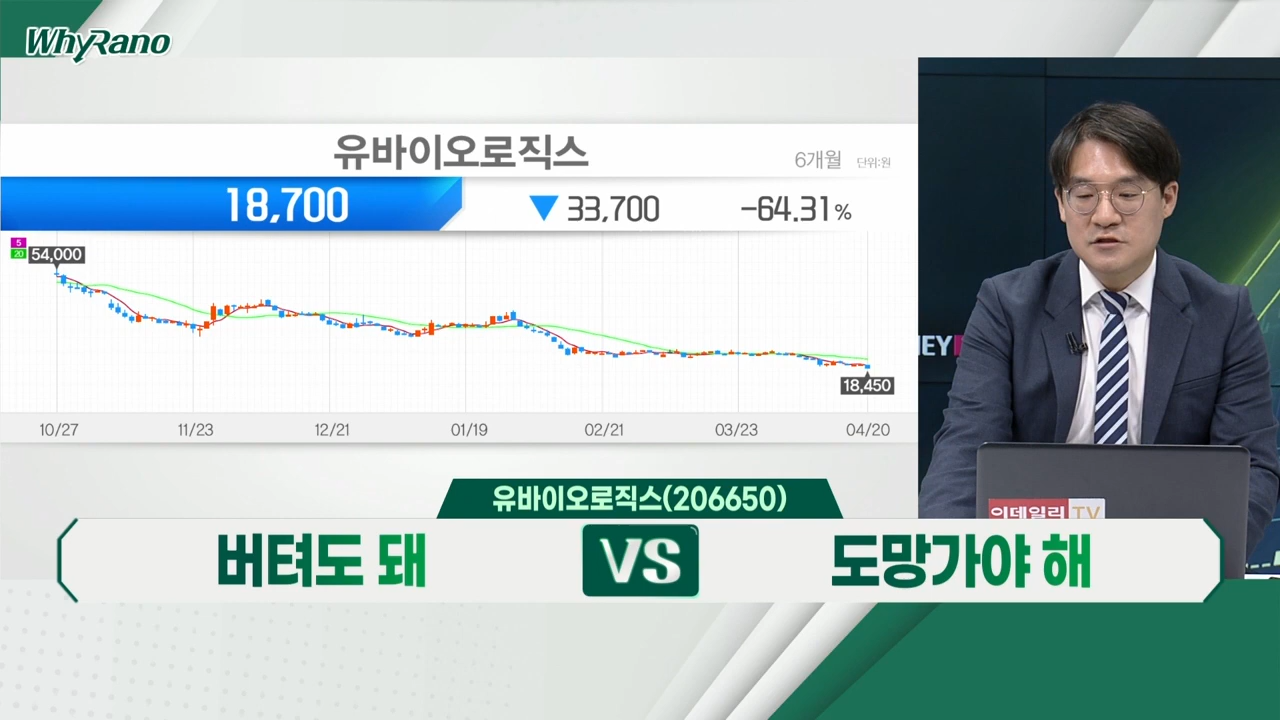 WhyRano
유바이오로직스
6개월 단위:원
18,700 ▼ 33,700 -64.31%
5
20
54,000
18,450
10/27 11/23 12/21 01/19 02/21 03/23 04/20
유바이오로직스(206650)
버텨도 돼 VS 도망가야 해
이데일리 TV